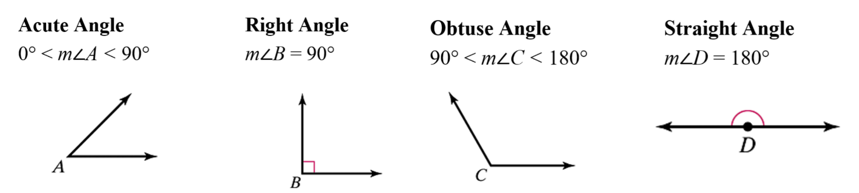 Acute Angle
0° < m∠A < 90°
A
Right Angle
m∠B = 90°
B
Obtuse Angle
90° < m∠C < 180°
C
Straight Angle
m∠D = 180°
D